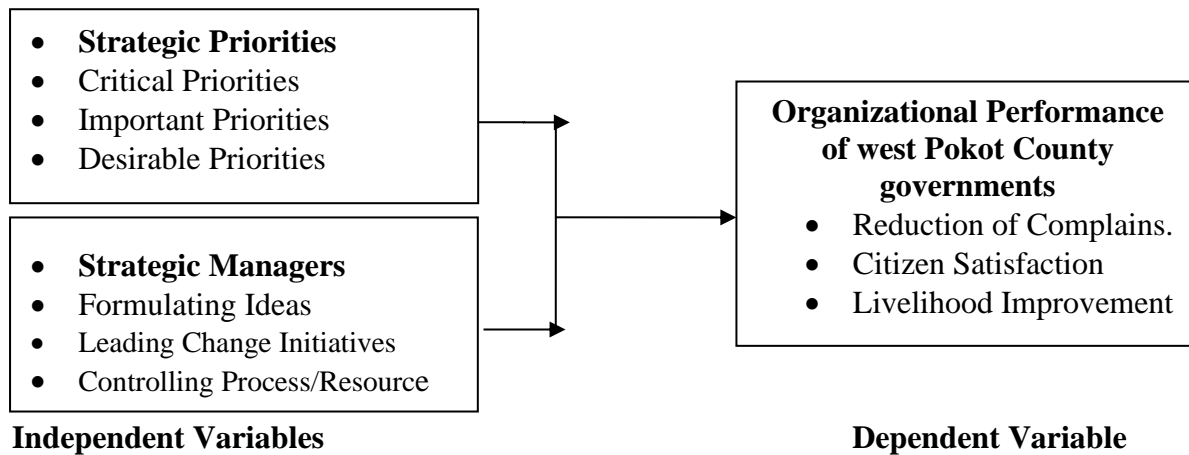 • Strategic Priorities
• Critical Priorities
• Important Priorities
• Desirable Priorities
• Strategic Managers
• Formulating Ideas
• Leading Change Initiatives
• Controlling Process/Resource
Independent Variables
Organizational Performance
of west Pokot County
governments
• Reduction of Complains.
• Citizen Satisfaction
• Livelihood Improvement
Dependent Variable